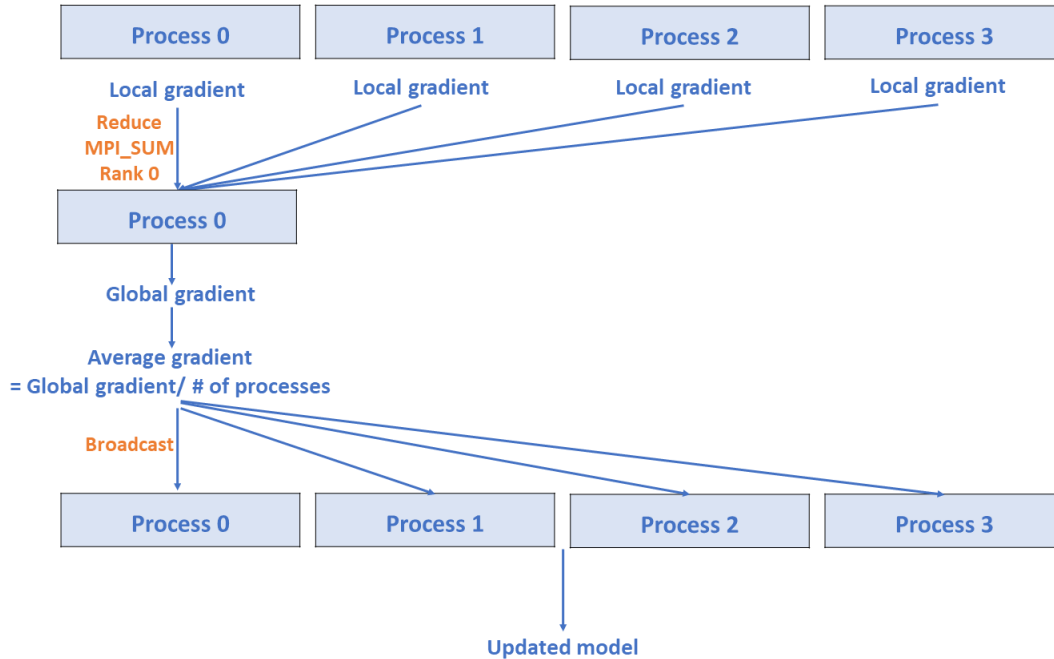 Process 0
Process 1
Process 2
Process 3
Local gradient
Local gradient
Local gradient
Local gradient
Reduce
MPI_SUM
Rank 0
Process 0
Global gradient
Average gradient
= Global gradient/ # of processes
Broadcast
Process 0
Process 1
Process 2
Process 3
Updated model